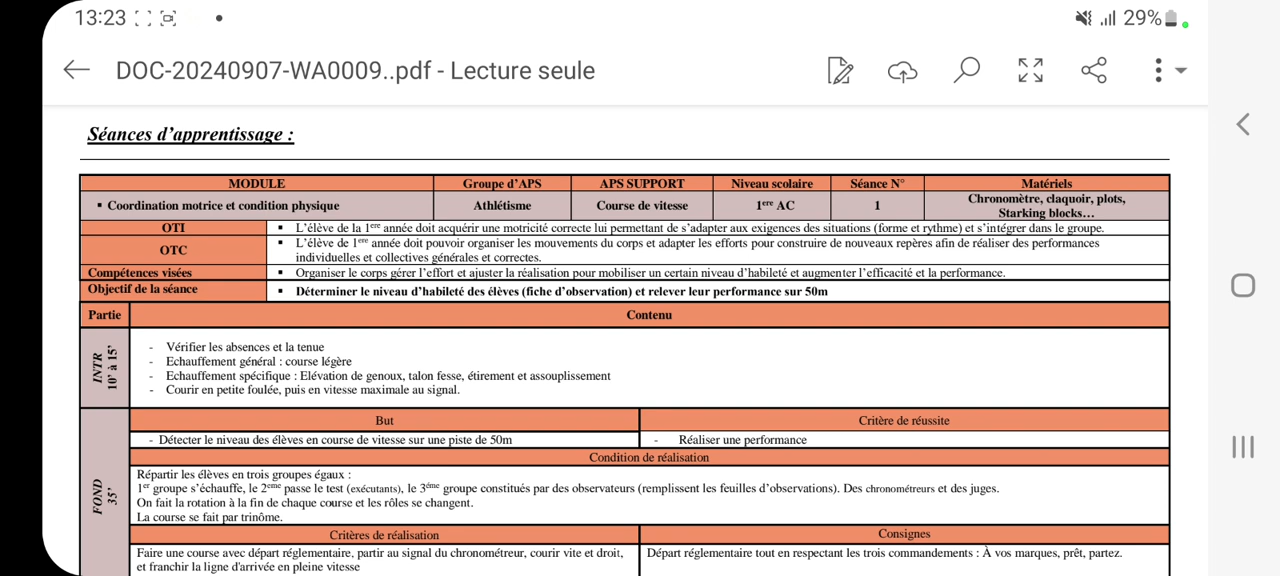 13:23
29%
DOC-20240907-WA0009..pdf - Lecture seule
Séances d’apprentissage :
MODULE Groupe d’APS APS SUPPORT Niveau scolaire Séance N° Matériels
▪ Coordination motrice et condition physique Athlétisme Course de vitesse 1ere AC 1 Chronomètre, claquoir, plots,
Starking blocks…
OTI ▪ L’élève de la 1ere année doit acquérir une motricité correcte lui permettant de s’adapter aux exigences des situations (forme et rythme) et s’intégrer dans le groupe.
OTC ▪ L’élève de 1ere année doit pouvoir organiser les mouvements du corps et adapter les efforts pour construire de nouveaux repères afin de réaliser des performances
individuelles et collectives générales et correctes.
Compétences visées ▪ Organiser le corps gérer l’effort et ajuster la réalisation pour mobiliser un certain niveau d’habileté et augmenter l’efficacité et la performance.
Objectif de la séance ▪ Déterminer le niveau d’habileté des élèves (fiche d’observation) et relever leur performance sur 50m
Partie Contenu
INTR
10’ à 15’
- Vérifier les absences et la tenue
- Echauffement général : course légère
- Echauffement spécifique : Elévation de genoux, talon fesse, étirement et assouplissement
- Courir en petite foulée, puis en vitesse maximale au signal.
FOND
35’
But Critère de réussite
- Détecter le niveau des élèves en course de vitesse sur une piste de 50m - Réaliser une performance
Condition de réalisation
Répartir les élèves en trois groupes égaux :
1er groupe s’échauffe, le 2eme passe le test (exécutants), le 3éme groupe constitués par des observateurs (remplissent les feuilles d’observations). Des chronométreurs et des juges.
On fait la rotation à la fin de chaque course et les rôles se changent.
La course se fait par trinôme.
Critères de réalisation Consignes
Faire une course avec départ réglementaire, partir au signal du chronométreur, courir vite et droit,
et franchir la ligne d'arrivée en pleine vitesse
Départ réglementaire tout en respectant les trois commandements : À vos marques, prêt, partez.